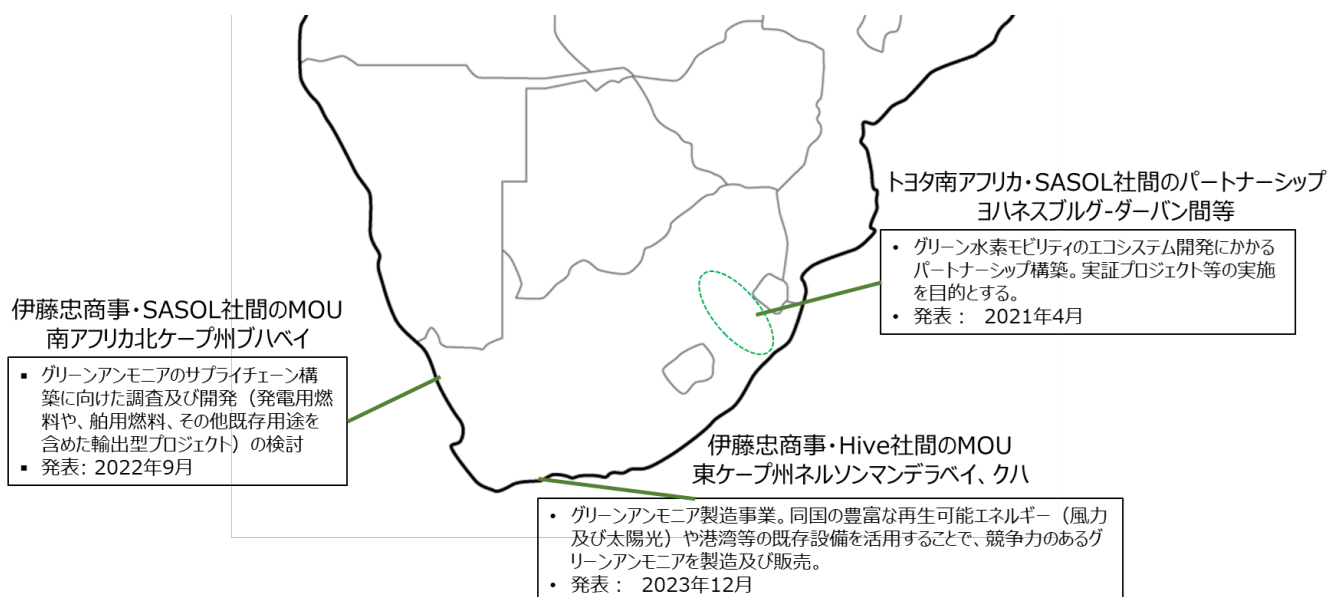 トヨタ南アフリカ・SASOL社間のパートナーシップ
ヨハネスブルグ-ダーバン間等
• グリーン水素モビリティのエコシステム開発にかかる
パートナーシップ構築。実証プロジェクト等の実施
を目的とする。
• 発表： 2021年4月
伊藤忠商事・SASOL社間のMOU
南アフリカ北ケープ州ブハベイ
▪ グリーンアンモニアのサプライチェーン構
築に向けた調査及び開発（発電用燃
料や、舶用燃料、その他既存用途を
含めた輸出型プロジェクト）の検討
▪ 発表: 2022年9月
伊藤忠商事・Hive社間のMOU
東ケープ州ネルソンマンデラベイ、クハ
• グリーンアンモニア製造事業。同国の豊富な再生可能エネルギー（風力
及び太陽光）や港湾等の既存設備を活用することで、競争力のあるグ
リーンアンモニアを製造及び販売。
• 発表： 2023年12月